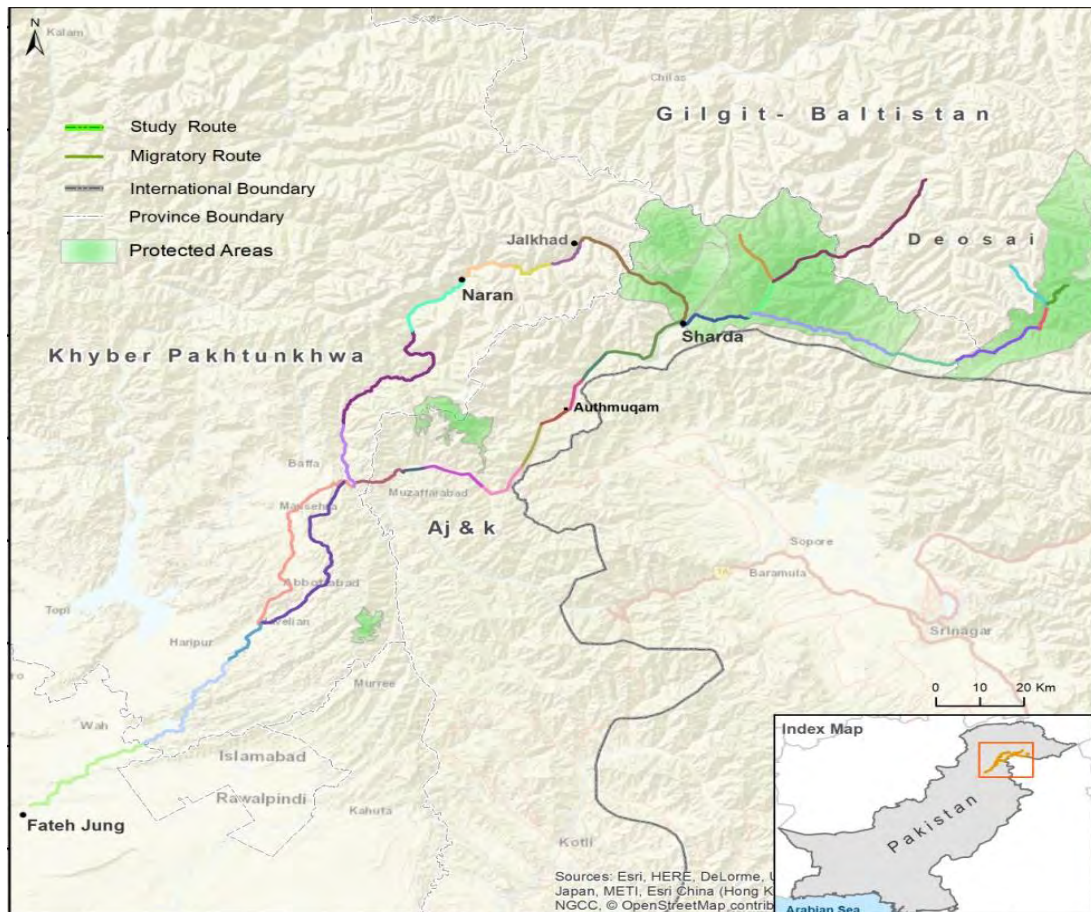 N
Kalam
Chilas
Gilgit- Baltistan
Study Route
Migratory Route
International Boundary
Province Boundary
Protected Areas
Jalkhad
Deosai
Naran
Sharda
Khyber Pakhtunkhwa
Authmuqam
Baffa
Muzaffarabad
Mansehra
Aj & k
Sopore
Baramula
1A
Abbottabad
Topi
Srinagar
Haripur
Murree
0 10 20 Km
Wah
Islamabad
Index Map
Rawalpindi
Kahuta
Fateh Jung
Kotli
Pakistan
Sources: Esri, HERE, DeLorme,
Japan, METI, Esri China (Hong K
NGCC, © OpenStreetMap contrib
Arabian Sea